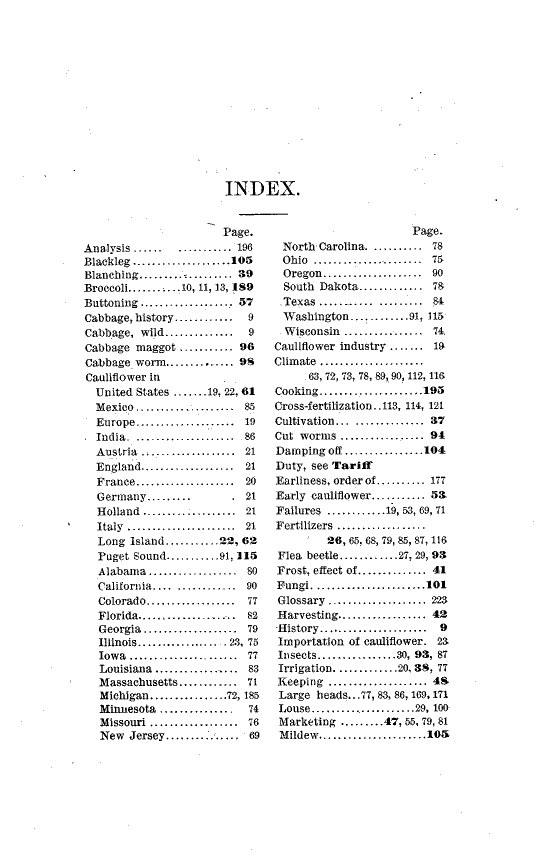 INDEX.
Page.
Analysis ...... ........... 196
Blackleg ...................105
Blanching.................. 39
Broccoli..........10, 11, 13, 189
Buttoning .................. 57
Cabbage, history........... 9
Cabbage, wild.............. 9
Cabbage maggot ........... 96
Cabbage worm............. 98
Cauliflower in
United States .......19, 22, 61
Mexico ................... 85
Europe................... 19
India. ................... 86
Austria .................. 21
England.................. 21
France................... 20
Germany......... . 21
Holland .................. 21
Italy ..................... 21
Long Island..........22, 62
Puget Sound..........91, 115
Alabama ................. 80
California.... ............ 90
Colorado................. 77
Florida................... 82
Georgia .................. 79
Illinois................. 23, 75
Iowa ..................... 77
Louisiana ................ 83
Massachusetts........... 71
Michigan...............72, 185
Minnesota .............. 74
Missouri ................. 76
New Jersey.............. 69
Page.
North Carolina. .......... 78
Ohio ..................... 75
Oregon................... 90
South Dakota............ 78
Texas .......... ......... 84
Washington...........91, 115
Wisconsin ............... 74
Cauliflower industry ....... 19
Climate ....................
63, 72, 73, 78, 89, 90, 112, 116
Cooking.....................195
Cross-fertilization..113, 114, 121
Cultivation... .............. 37
Cut worms ................ 94
Damping off ...............104
Duty, see Tariff
Earliness, order of.......... 177
Early cauliflower........... 53
Failures ...........19, 53, 69, 71
Fertilizers .................
26, 65, 68, 79, 85, 87, 116
Flea beetle............27, 29, 93
Frost, effect of............. 41
Fungi......................101
Glossary ................... 223
Harvesting................. 42
History..................... 9
Importation of cauliflower. 23
Insects...............30, 93, 87
Irrigation. ............20, 38, 77
Keeping ................... 48
Large heads...77, 83, 86, 169, 171
Louse.....................29, 100
Marketing .........47, 55, 79, 81
Mildew.....................105